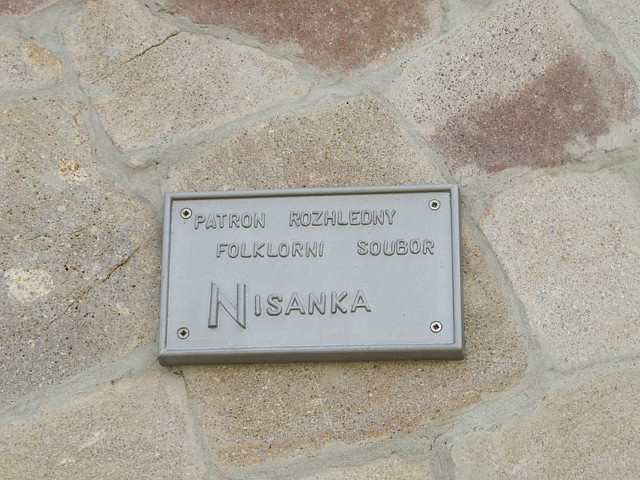 PATRON ROZHLEDNY
FOLKLORNI SOUBOR
NISANKA